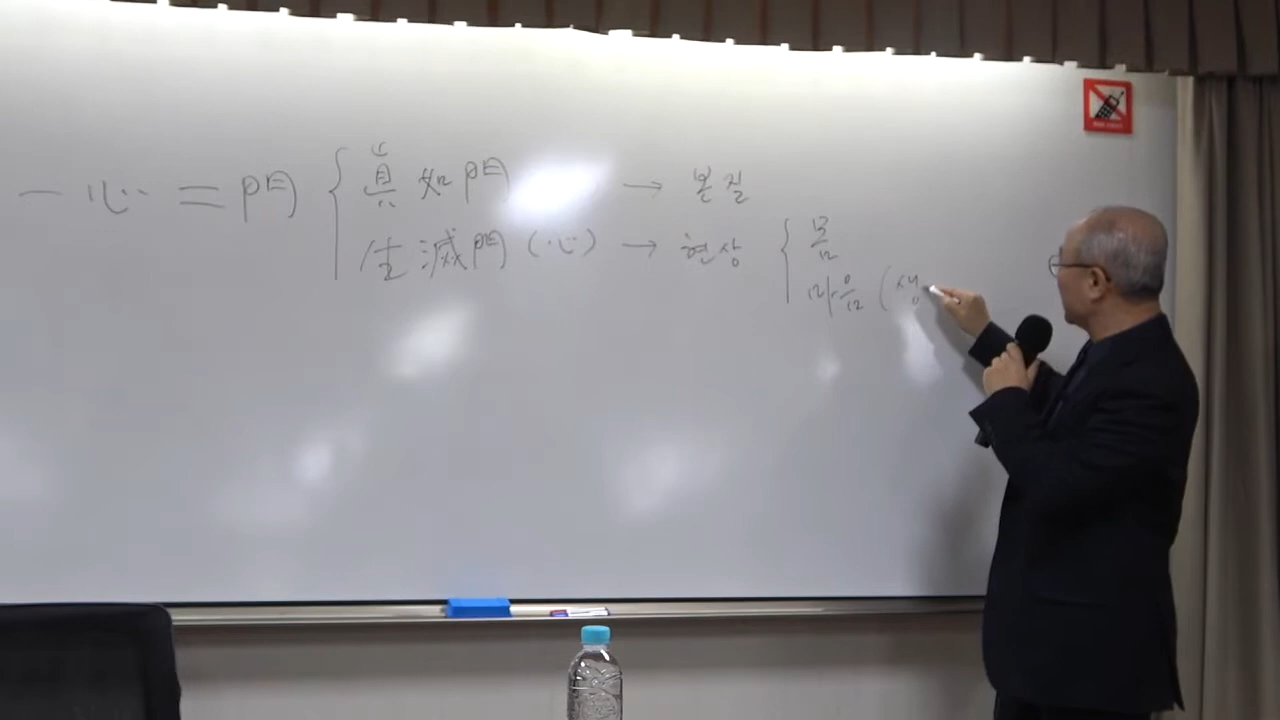 一心二門 { 眞如門 → 본질
生滅門(心) → 현상 { 몸
마음 (생